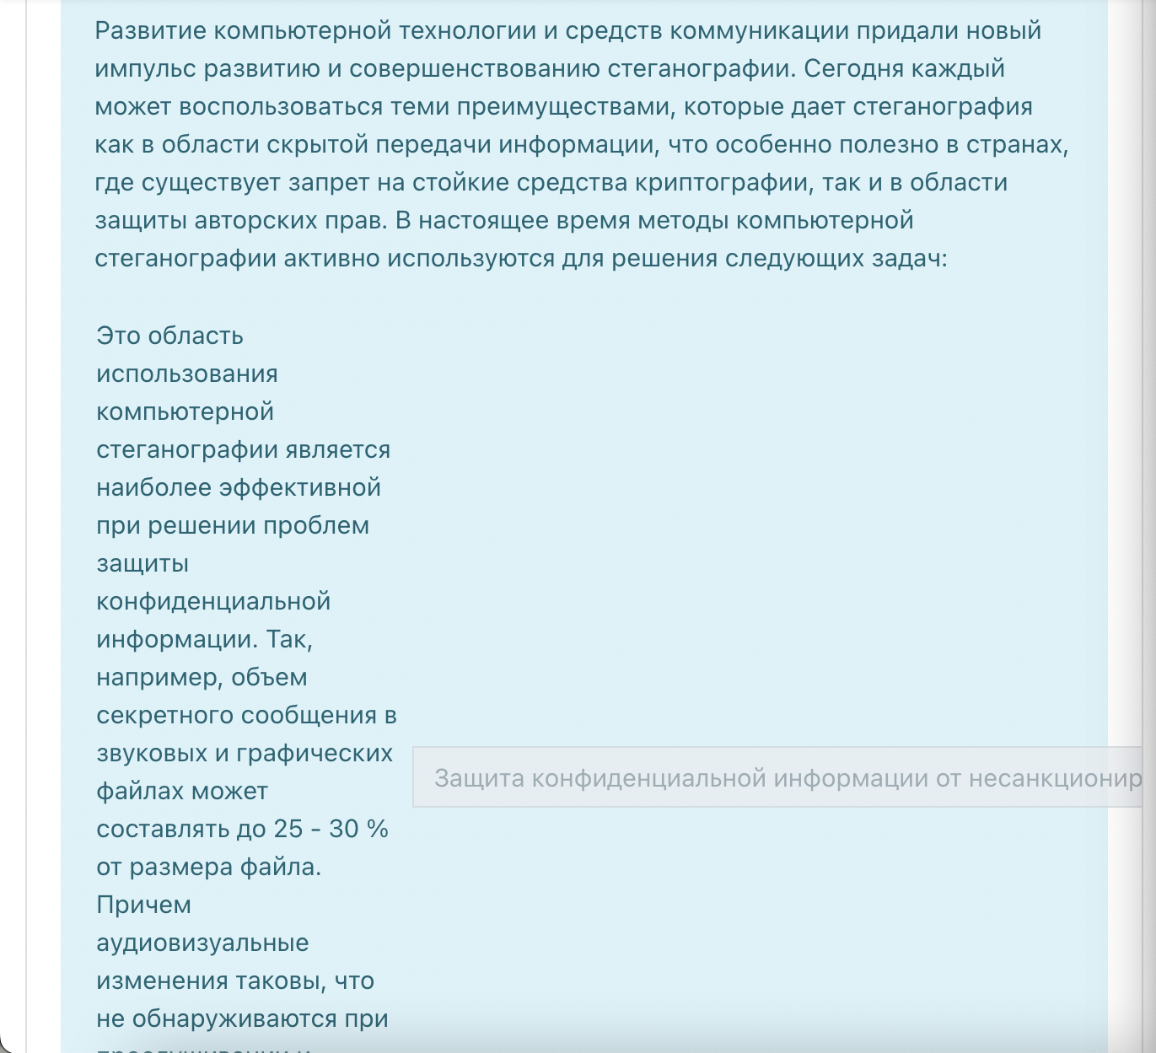 Развитие компьютерной технологии и средств коммуникации придали новый
импульс развитию и совершенствованию стеганографии. Сегодня каждый
может воспользоваться теми преимуществами, которые дает стеганография
как в области скрытой передачи информации, что особенно полезно в странах,
где существует запрет на стойкие средства криптографии, так и в области
защиты авторских прав. В настоящее время методы компьютерной
стеганографии активно используются для решения следующих задач:
Это область
использования
компьютерной
стеганографии является
наиболее эффективной
при решении проблем
защиты
конфиденциальной
информации. Так,
например, объем
секретного сообщения в
звуковых и графических
файлах может
составлять до 25 - 30 %
от размера файла.
Причем
аудиовизуальные
изменения таковы, что
не обнаруживаются при
Защита конфиденциальной информации от несанкционир